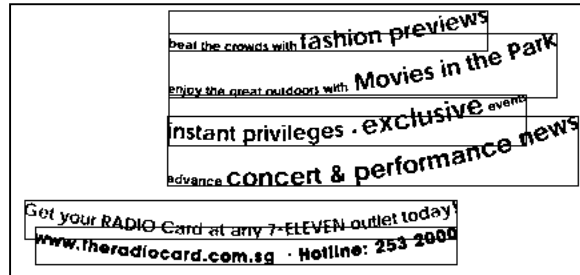 beat the crowds with fashion previews
enjoy the great outdoors with Movies in the Park
instant privileges · exclusive events
advance concert & performance news
Get your RADIO Card at any 7-ELEVEN outlet today!
www.theradiocard.com.sg · Hotline: 253 2000